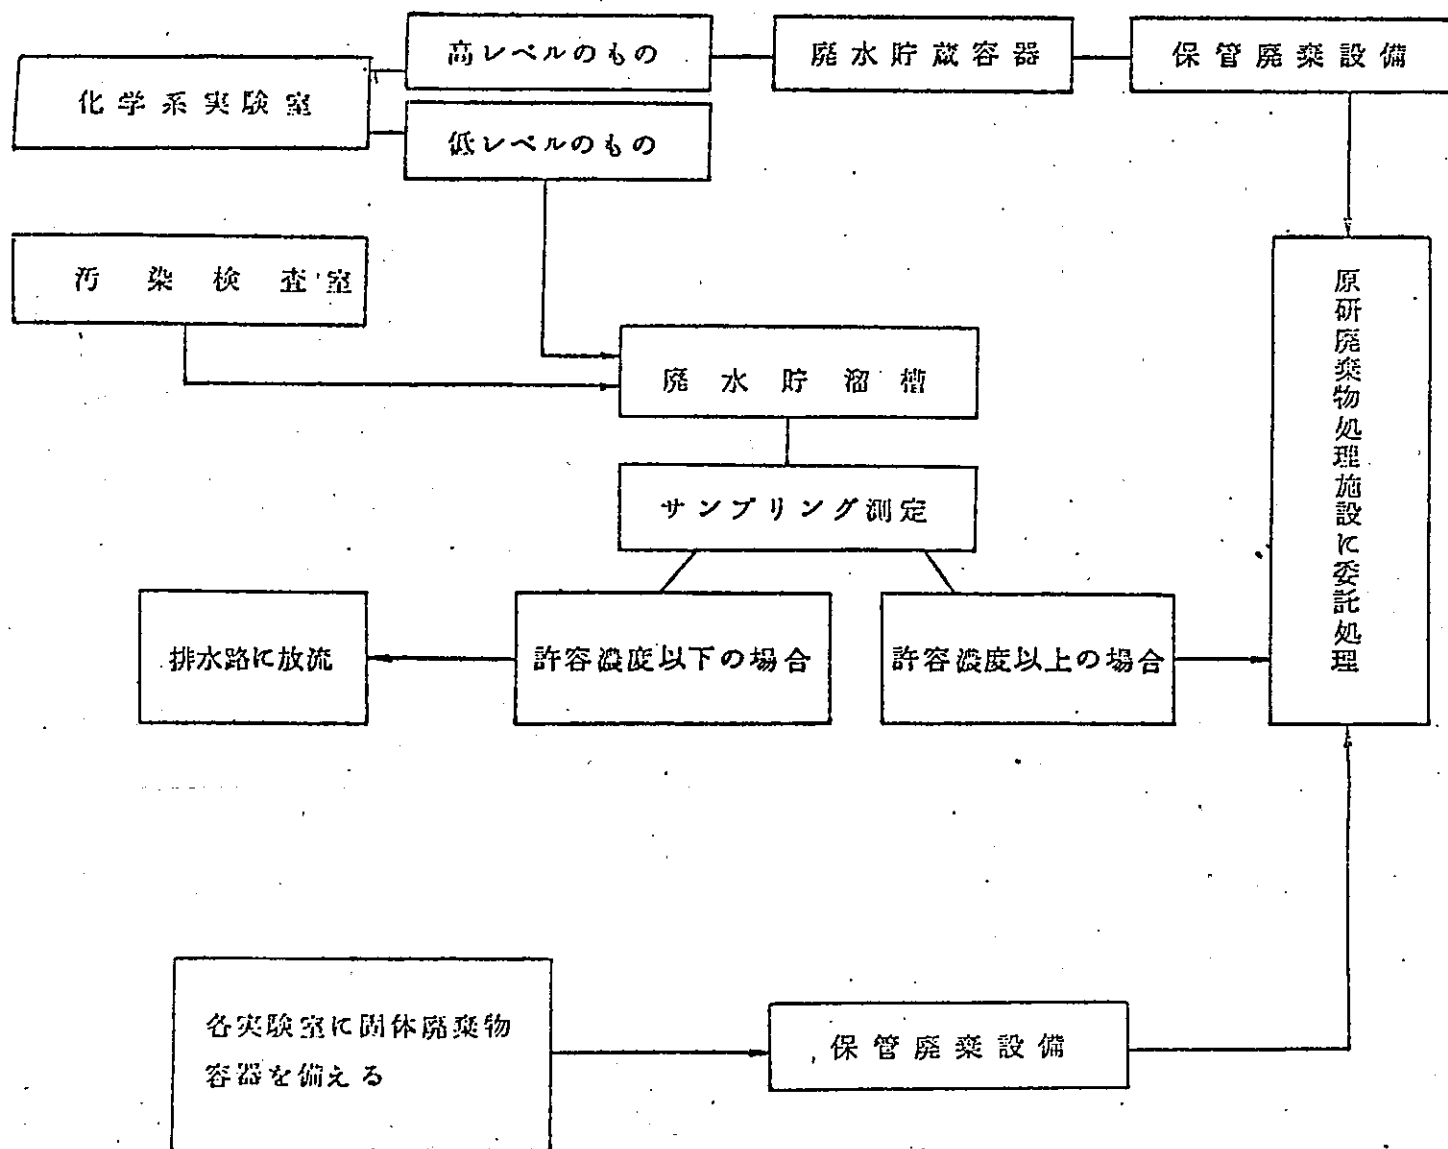 高レベルのもの
廃水貯蔵容器
保管廃棄設備
化学系実験室
低レベルのもの
汚染検査室
廃水貯溜槽
原研廃棄物処理施設に委託処理
サンプリング測定
排水路に放流
許容濃度以下の場合
許容濃度以上の場合
各実験室に固体廃棄物
容器を備える
保管廃棄設備